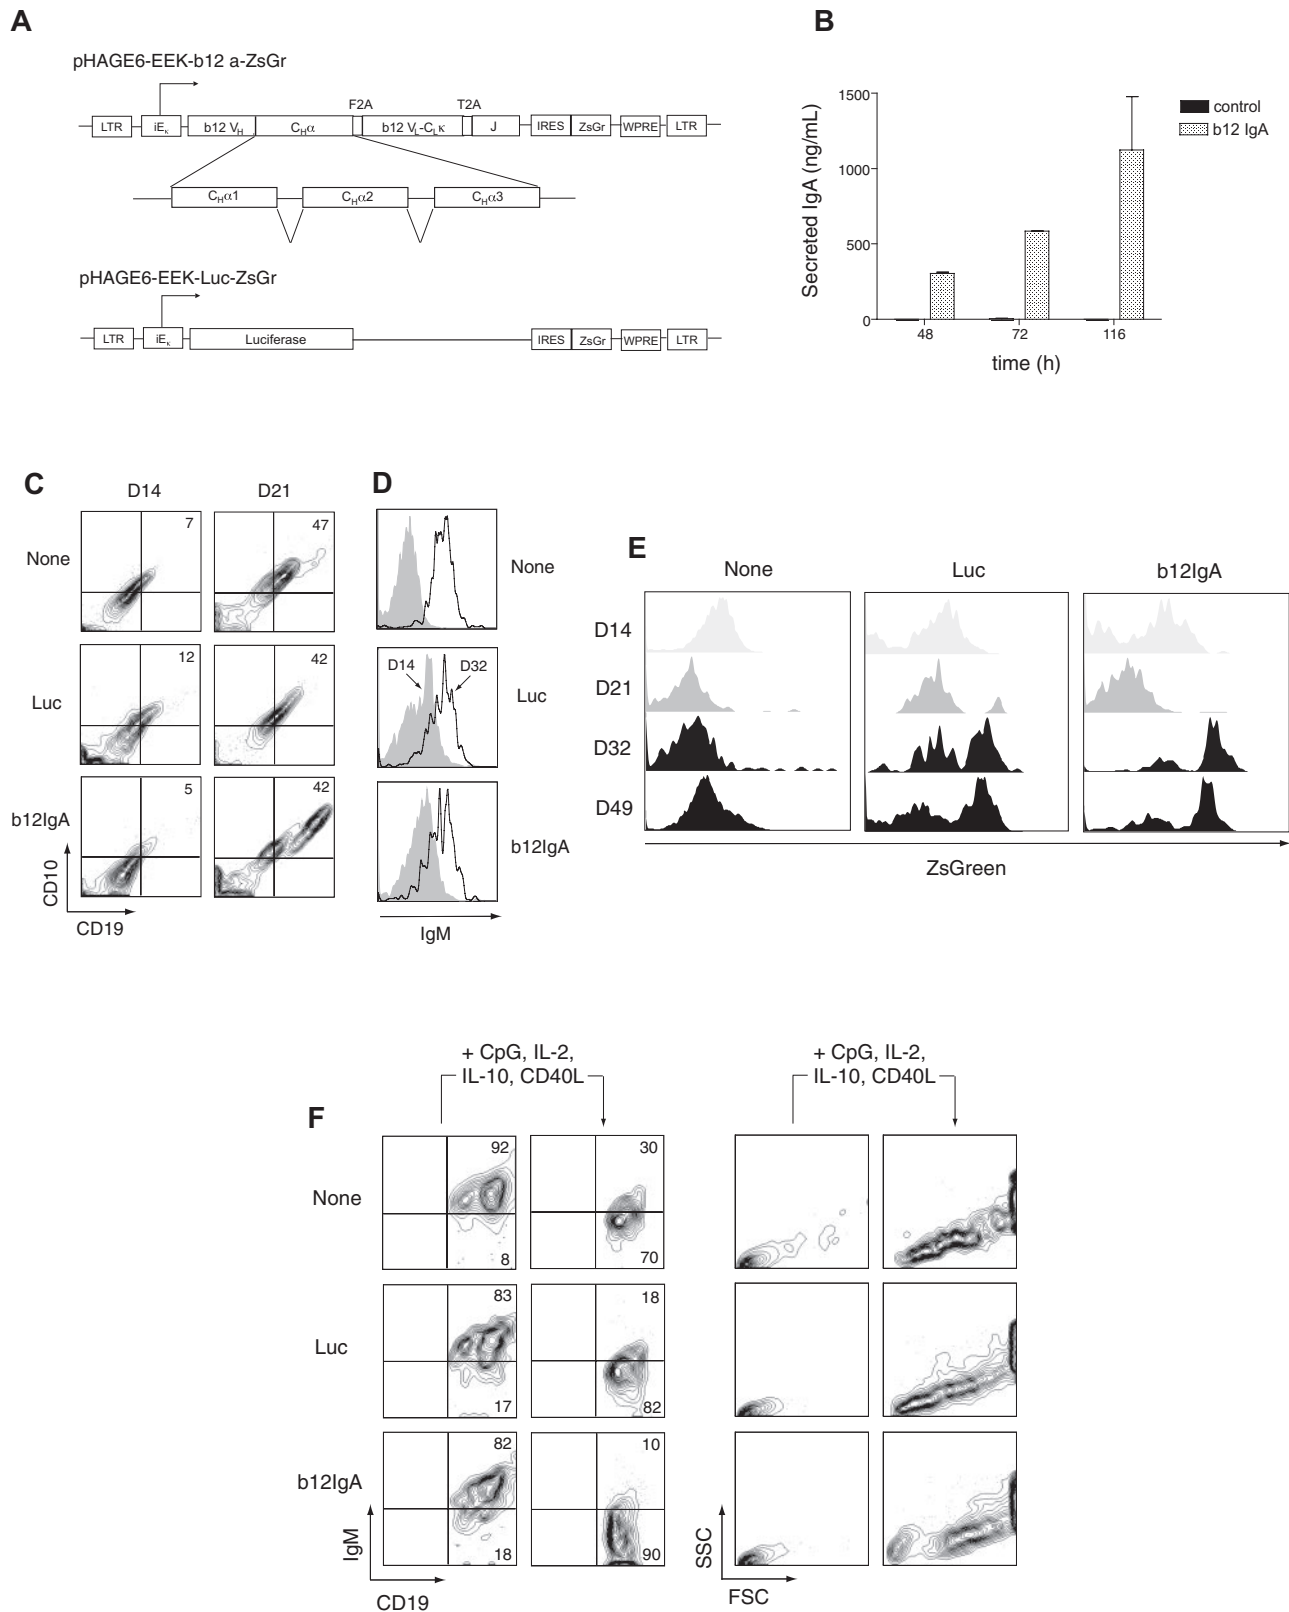 A
pHAGE6-EEK-b12 a-ZsGr
F2A T2A
LTR iEκ b12 VH CHα b12 VL-CLκ J IRES ZsGr WPRE LTR
CHα1 CHα2 CHα3
pHAGE6-EEK-Luc-ZsGr
LTR iEκ Luciferase IRES ZsGr WPRE LTR
B
Secreted IgA (ng/mL)
1500
1000
500
0
48 72 116
time (h)
control
b12 IgA
C
D14 D21
None 7 47
Luc 12 42
b12IgA 5 42
CD10
CD19
D
None
D14 D32
Luc
b12IgA
IgM
E
None Luc b12IgA
D14
D21
D32
D49
ZsGreen
F
+ CpG, IL-2,
IL-10, CD40L
+ CpG, IL-2,
IL-10, CD40L
None
92 30
8 70
Luc
83 18
17 82
b12IgA
82 10
18 90
IgM
CD19
SSC
FSC